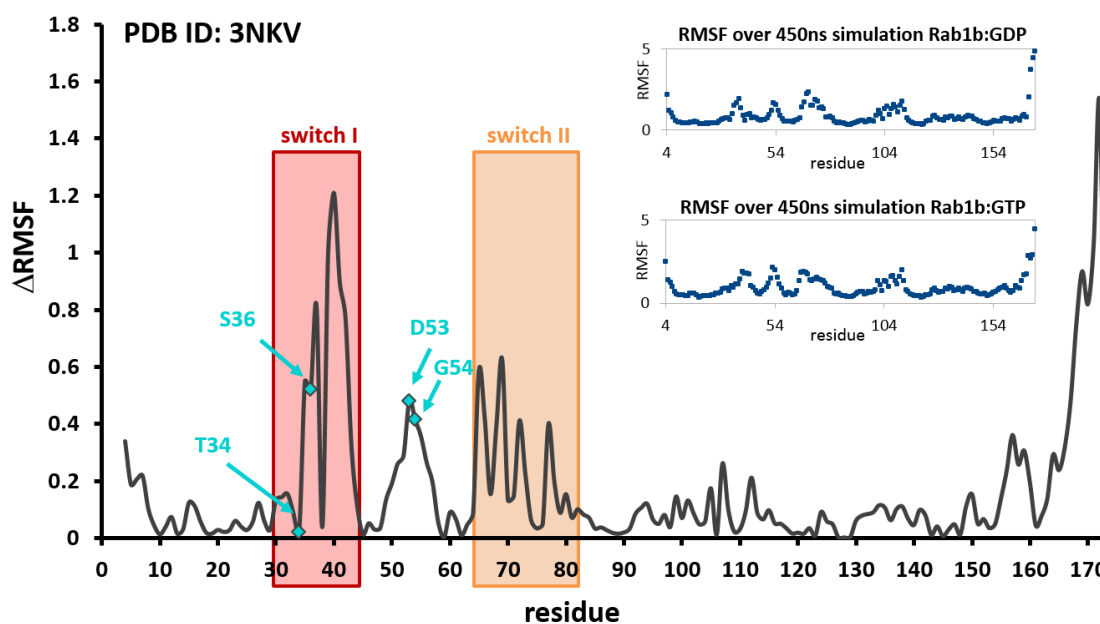 PDB ID: 3NKV
ΔRMSF
1.8
1.6
1.4
1.2
1
0.8
0.6
0.4
0.2
0
switch I
switch II
S36
T34
D53
G54
0 10 20 30 40 50 60 70 80 90 100 110 120 130 140 150 160 170
residue
RMSF over 450ns simulation Rab1b:GDP
RMSF
5
0
4 54 104 154
residue
RMSF over 450ns simulation Rab1b:GTP
RMSF
5
0
4 54 104 154
residue